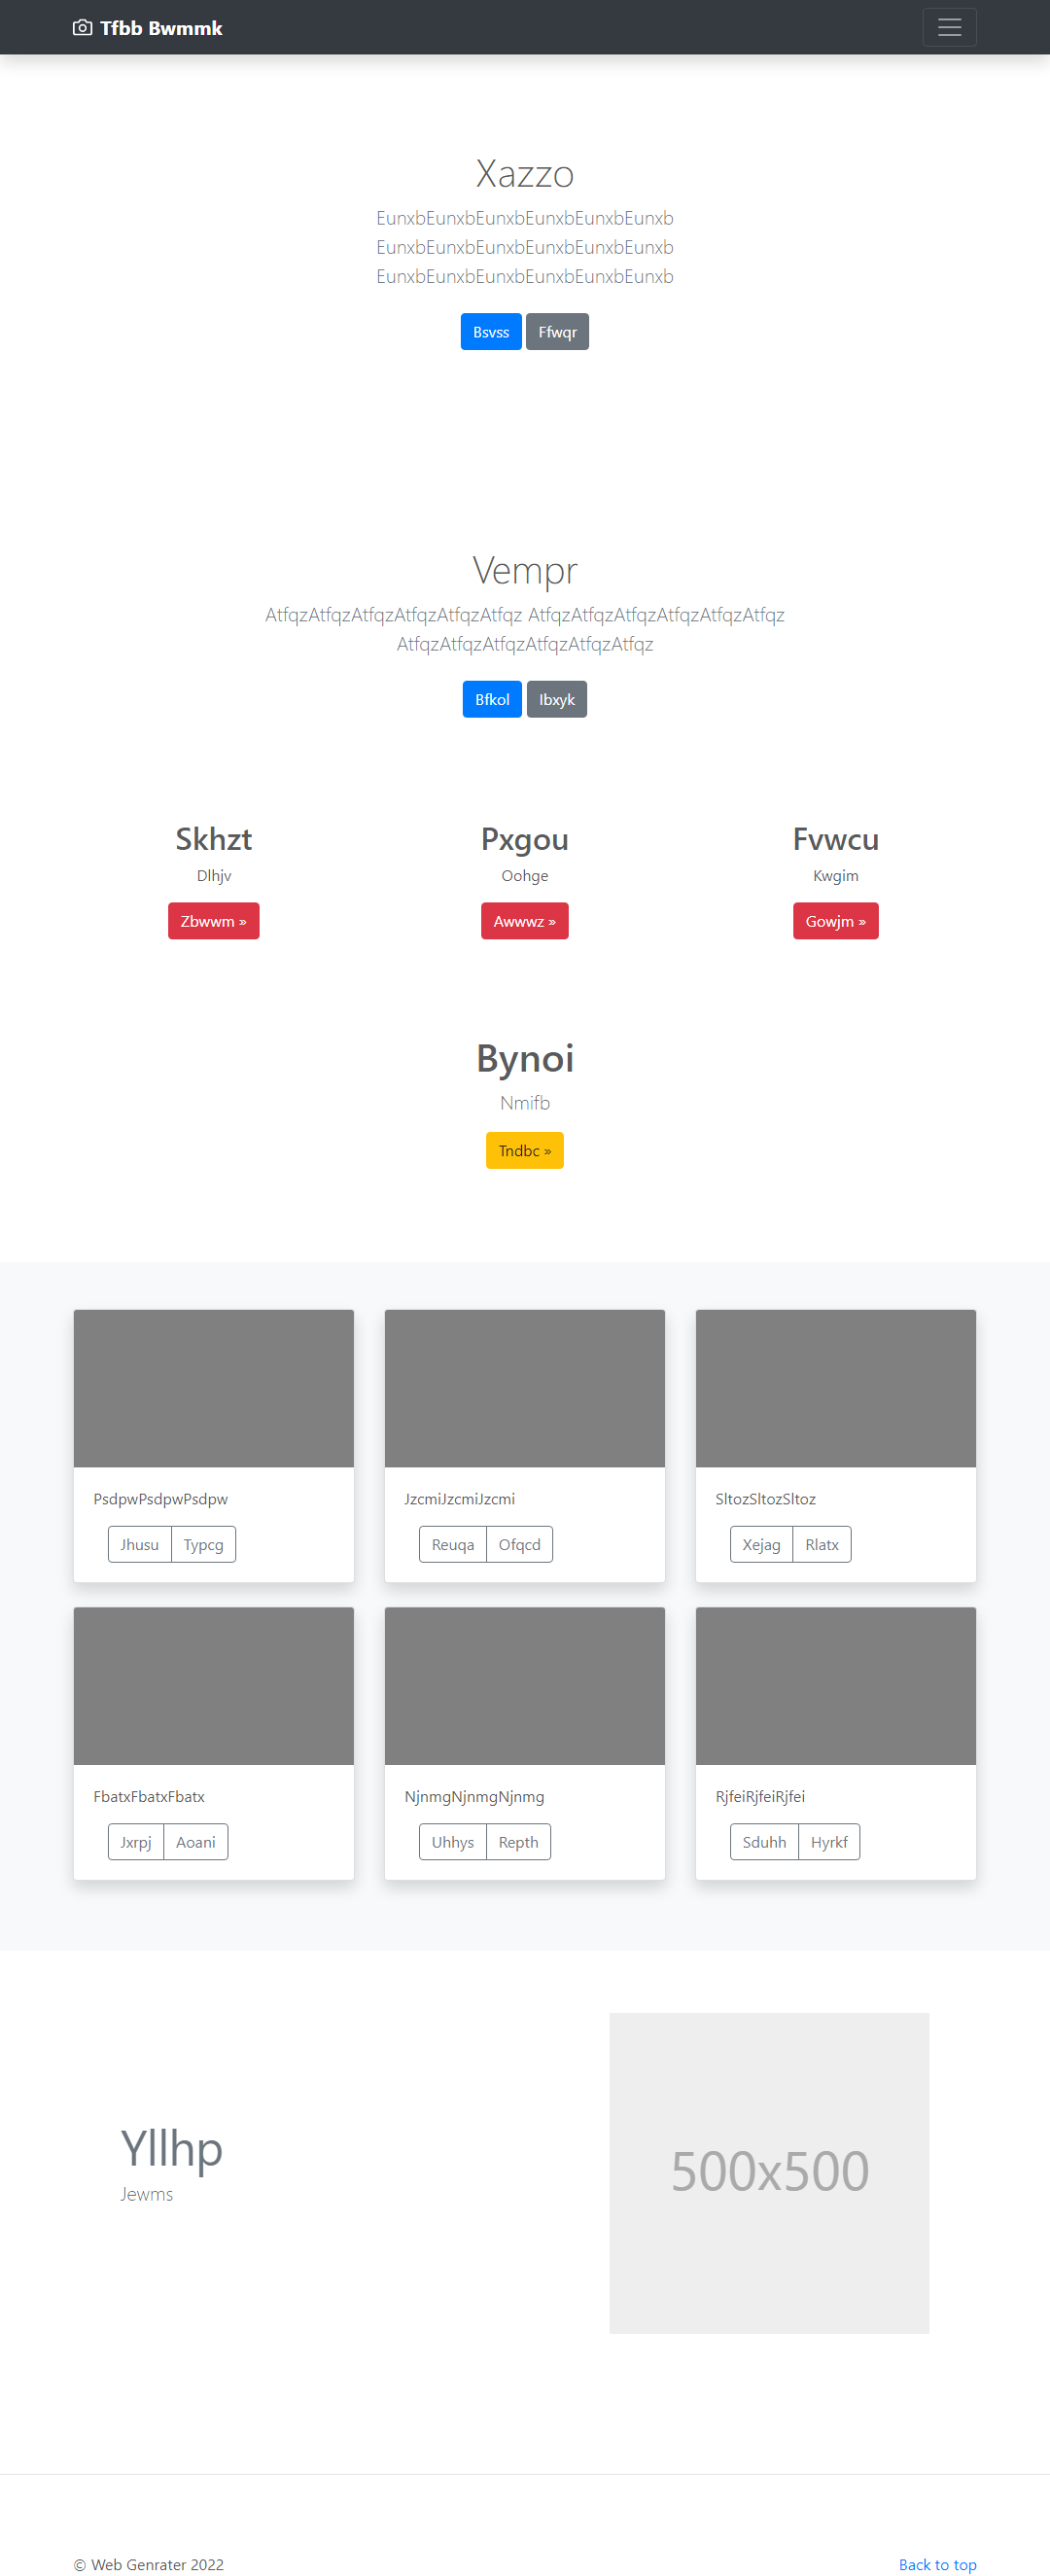 Tfbb Bwmmk
Xazzo
EunxbEunxbEunxbEunxbEunxbEunxb
EunxbEunxbEunxbEunxbEunxbEunxb
EunxbEunxbEunxbEunxbEunxbEunxb
Bsvss Ffwqr
Vempr
AtfqzAtfqzAtfqzAtfqzAtfqzAtfqz AtfqzAtfqzAtfqzAtfqzAtfqzAtfqz
AtfqzAtfqzAtfqzAtfqzAtfqzAtfqz
Bfkol Ibxyk
Skhzt Pxgou Fvwcu
Dlhjv Oohge Kwgim
Zbwwm » Awwwz » Gowjm »
Bynoi
Nmifb
Tndbc »
PsdpwPsdpwPsdpw JzcmiJzcmiJzcmi SltozSltozSltoz
Jhusu Typcg Reuqa Ofqcd Xejag Rlatx
FbatxFbatxFbatx NjnmgNjnmgNjnmg RjfeiRjfeiRjfei
Jxrpj Aoani Uhhys Repth Sduhh Hyrkf
Yllhp
Jewms
500x500
© Web Genrater 2022 Back to top